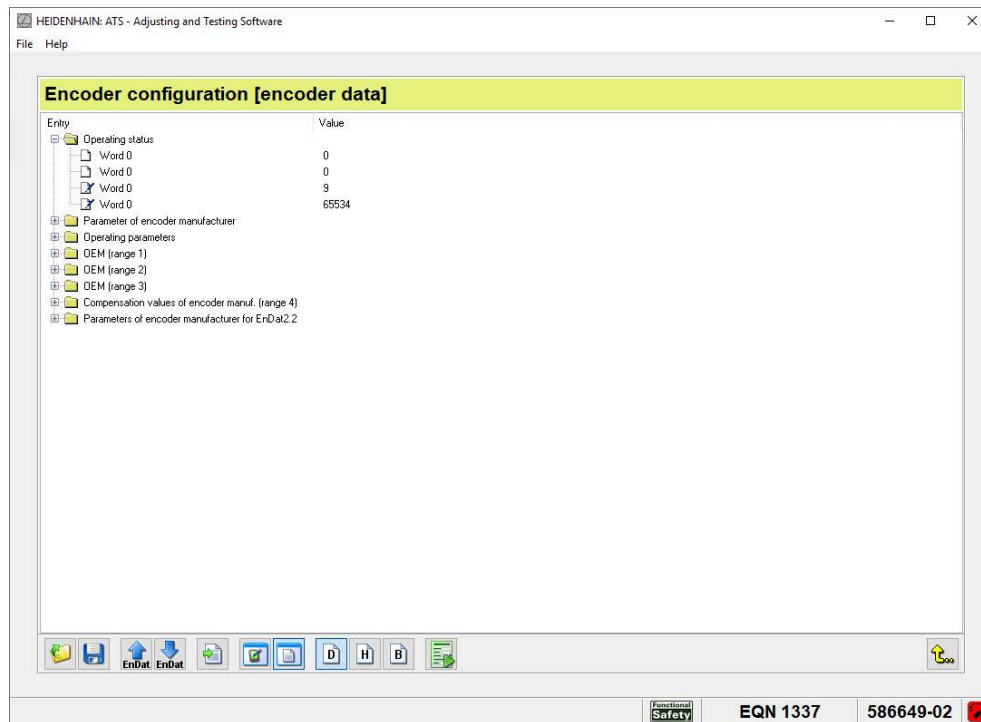 HEIDENHAIN: ATS - Adjusting and Testing Software
File Help
Encoder configuration [encoder data]
Entry Value
Operating status
Word 0 0
Word 0 0
Word 0 9
Word 0 65534
Parameter of encoder manufacturer
Operating parameters
OEM (range 1)
OEM (range 2)
OEM (range 3)
Compensation values of encoder manuf. (range 4)
Parameters of encoder manufacturer for EnDat2.2
EnDat EnDat D H B
Functional
Safety EQN 1337 586649-02